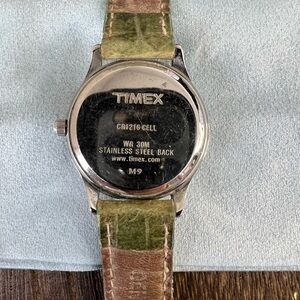 TIMEX
CR1216 CELL
WR 30M
STAINLESS STEEL BACK
www.timex.com
M9